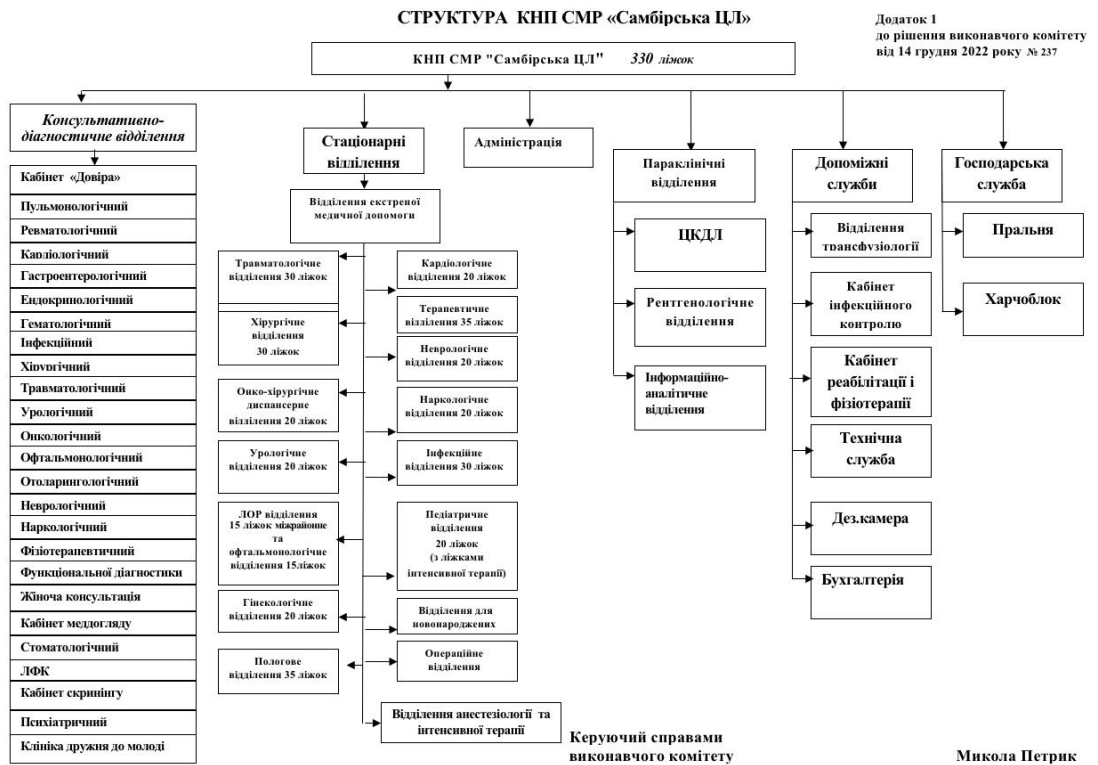 СТРУКТУРА КНП СМР «Самбірська ЦЛ»
Додаток 1
до рішення виконавчого комітету
від 14 грудня 2022 року № 237
КНП СМР "Самбірська ЦЛ" 330 ліжок
Консультативно-
діагностичне відділення
Кабінет «Довіра»
Пульмонологічний
Ревматологічний
Кардіологічний
Гастроентерологічний
Ендокринологічний
Гематологічний
Інфекційний
Хірургічний
Травматологічний
Урологічний
Онкологічний
Офтальмонологічний
Отоларингологічний
Неврологічний
Наркологічний
Фізіотерапевтичний
Функціональної діагностики
Жіноча консультація
Кабінет меддогляду
Стоматологічний
ЛФК
Кабінет скринінгу
Психіатричний
Клініка дружня до молоді
Стаціонарні
відділення
Відділення екстреної
медичної допомоги
Травматологічне
відділення 30 ліжок
Хірургічне
відділення
30 ліжок
Онко-хірургічне
диспансерне
відділення 20 ліжок
Урологічне
відділення 20 ліжок
ЛОР відділення
15 ліжок міжрайонне
та
офтальмонологічне
відділення 15ліжок
Гінекологічне
відділення 20 ліжок
Пологове
відділення 35 ліжок
Кардіологічне
відділення 20 ліжок
Терапевтичне
відділення 35 ліжок
Неврологічне
відділення 20 ліжок
Наркологічне
відділення 20 ліжок
Інфекційне
відділення 30 ліжок
Педіатричне
відділення
20 ліжок
(з ліжками
інтенсивної терапії)
Відділення для
новонароджених
Операційне
відділення
Відділення анестезіології та
інтенсивної терапії
Адміністрація
Параклінічні
відділення
ЦКДЛ
Рентгенологічне
відділення
Інформаційно-
аналітичне
відділення
Допоміжні
служби
Відділення
трансфузіології
Кабінет
інфекційного
контролю
Кабінет
реабілітації і
фізіотерапії
Технічна
служба
Дез.камера
Бухгалтерія
Господарська
служба
Пральня
Харчоблок
Керуючий справами
виконавчого комітету
Микола Петрик